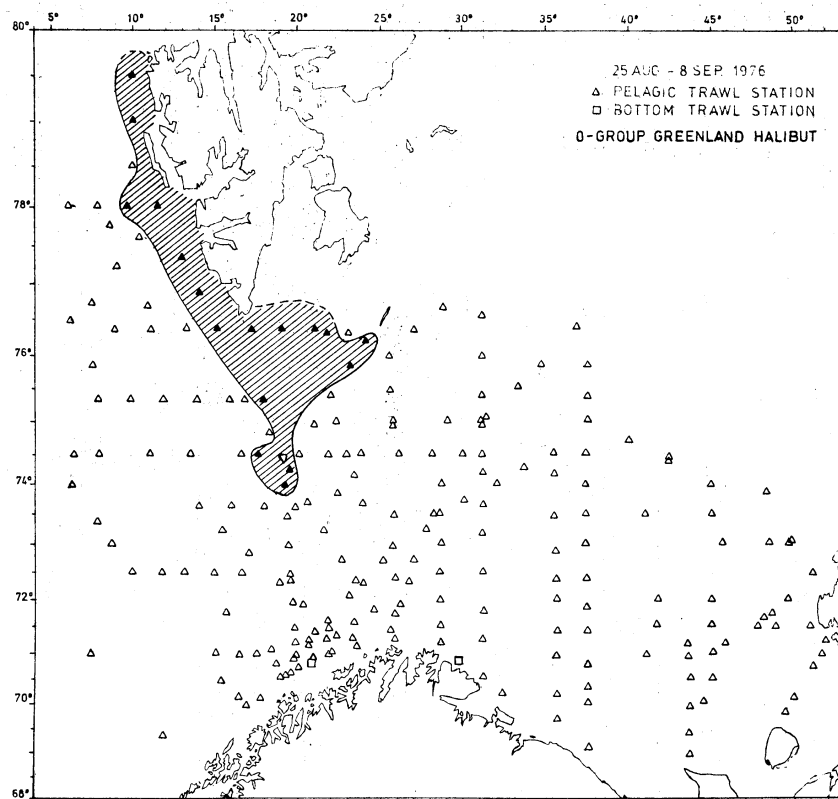 5° 10° 15° 20° 25° 30° 35° 40° 45° 50°
80°
25 AUG - 8 SEP. 1976
PELAGIC TRAWL STATION
BOTTOM TRAWL STATION
0-GROUP GREENLAND HALIBUT
78°
76°
74°
72°
70°
68°